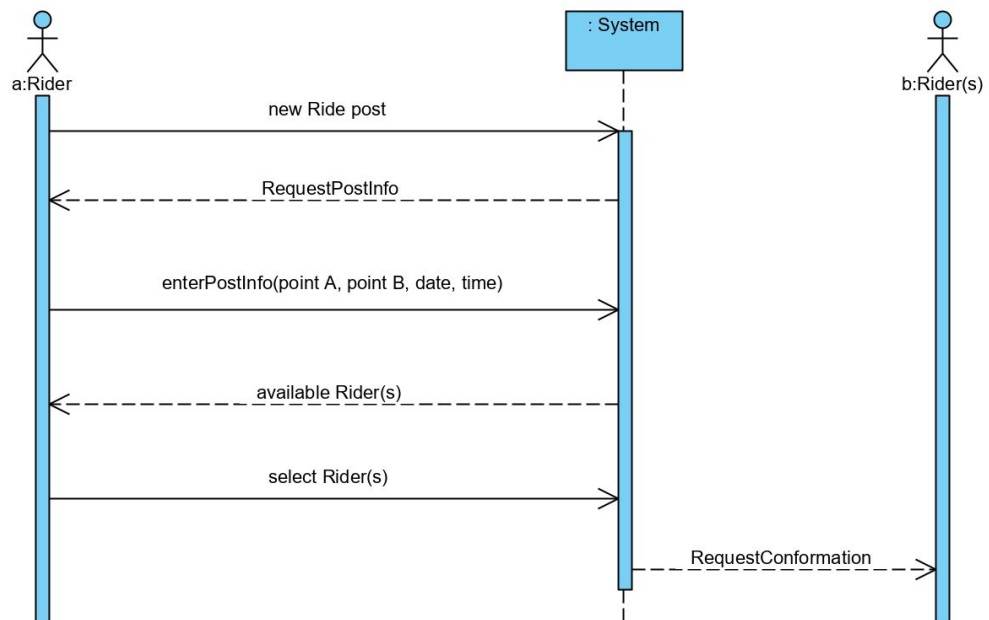 : System
a:Rider
b:Rider(s)
new Ride post
RequestPostInfo
enterPostInfo(point A, point B, date, time)
available Rider(s)
select Rider(s)
RequestConformation